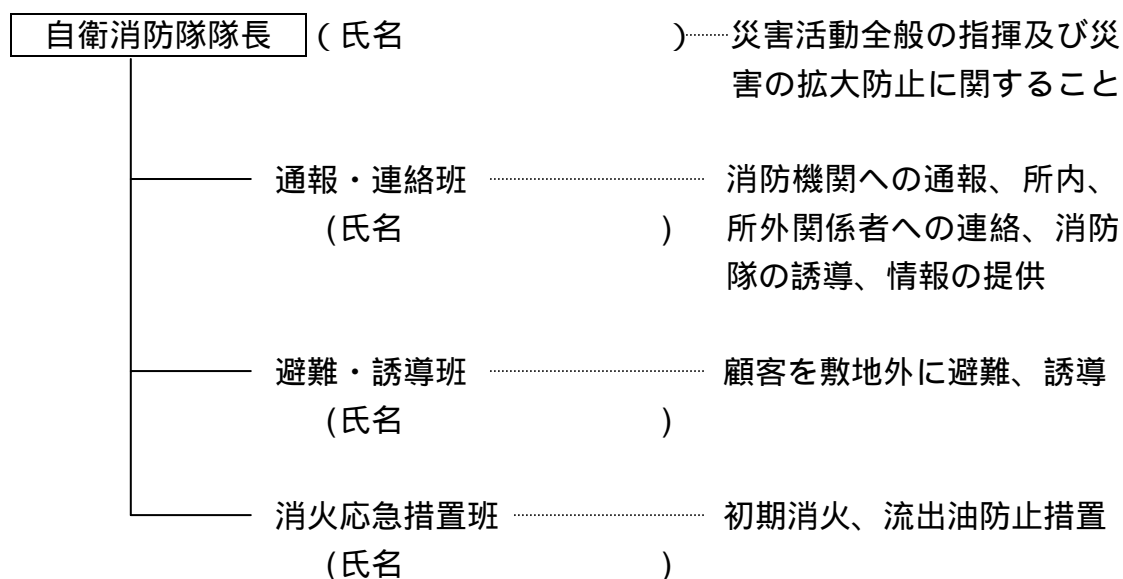 自衛消防隊隊長 (氏名 ) 災害活動全般の指揮及び災
害の拡大防止に関すること
通報・連絡班 消防機関への通報、所内、
(氏名 ) 所外関係者への連絡、消防
隊の誘導、情報の提供
避難・誘導班 顧客を敷地外に避難、誘導
(氏名 )
消火応急措置班 初期消火、流出油防止措置
(氏名 )